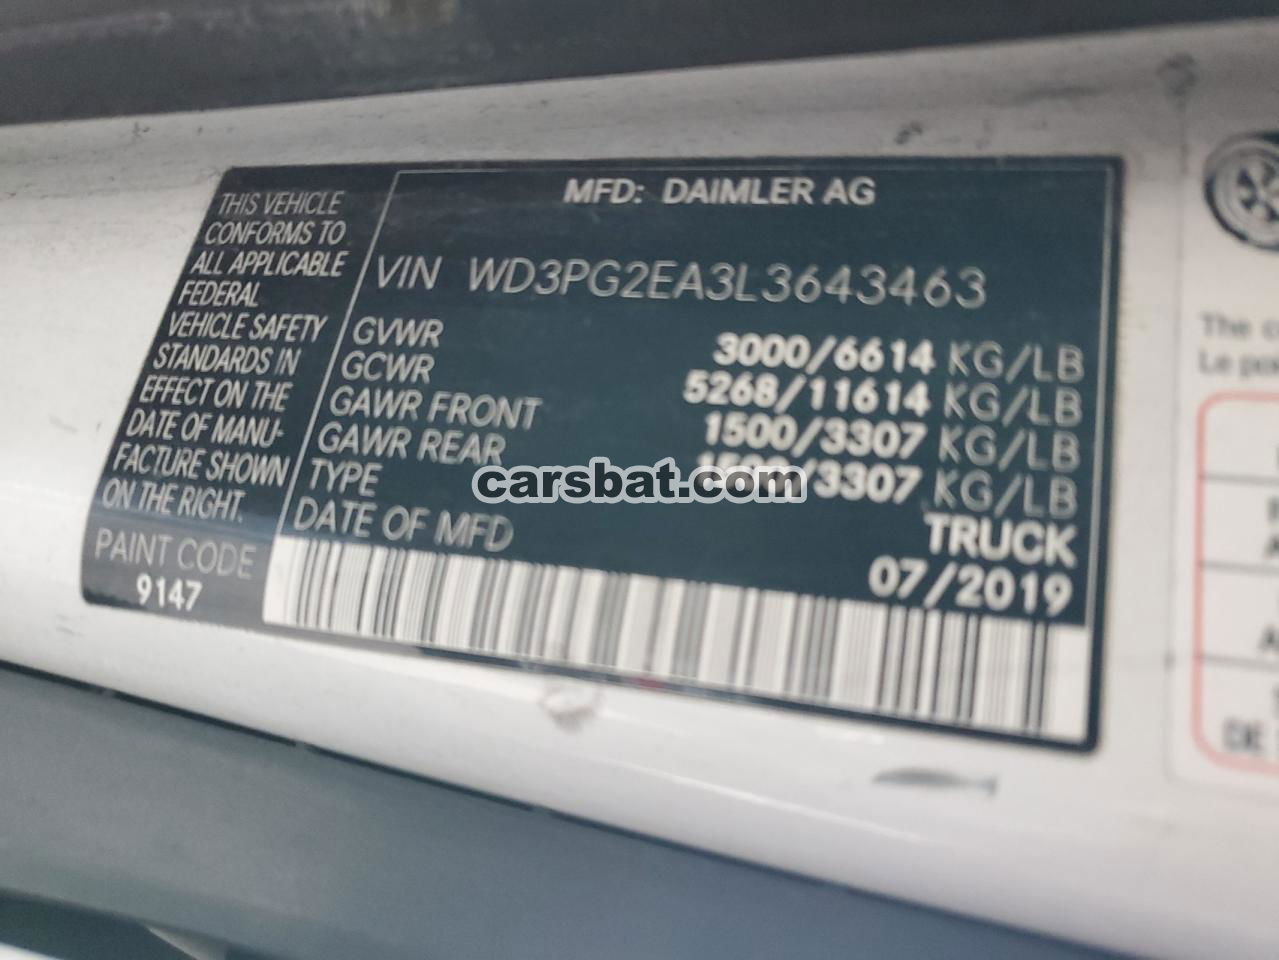 THIS VEHICLE
CONFORMS TO
ALL APPLICABLE
FEDERAL
VEHICLE SAFETY
STANDARDS IN
EFFECT ON THE
DATE OF MANU-
FACTURE SHOWN
ON THE RIGHT.
PAINT CODE
9147
MFD: DAIMLER AG
VIN WD3PG2EA3L3643463
GVWR 3000/6614 KG/LB
GCWR 5268/11614 KG/LB
GAWR FRONT 1500/3307 KG/LB
GAWR REAR 1500/3307 KG/LB
TYPE TRUCK
DATE OF MFD 07/2019
carsbat.com
The
Le
DE